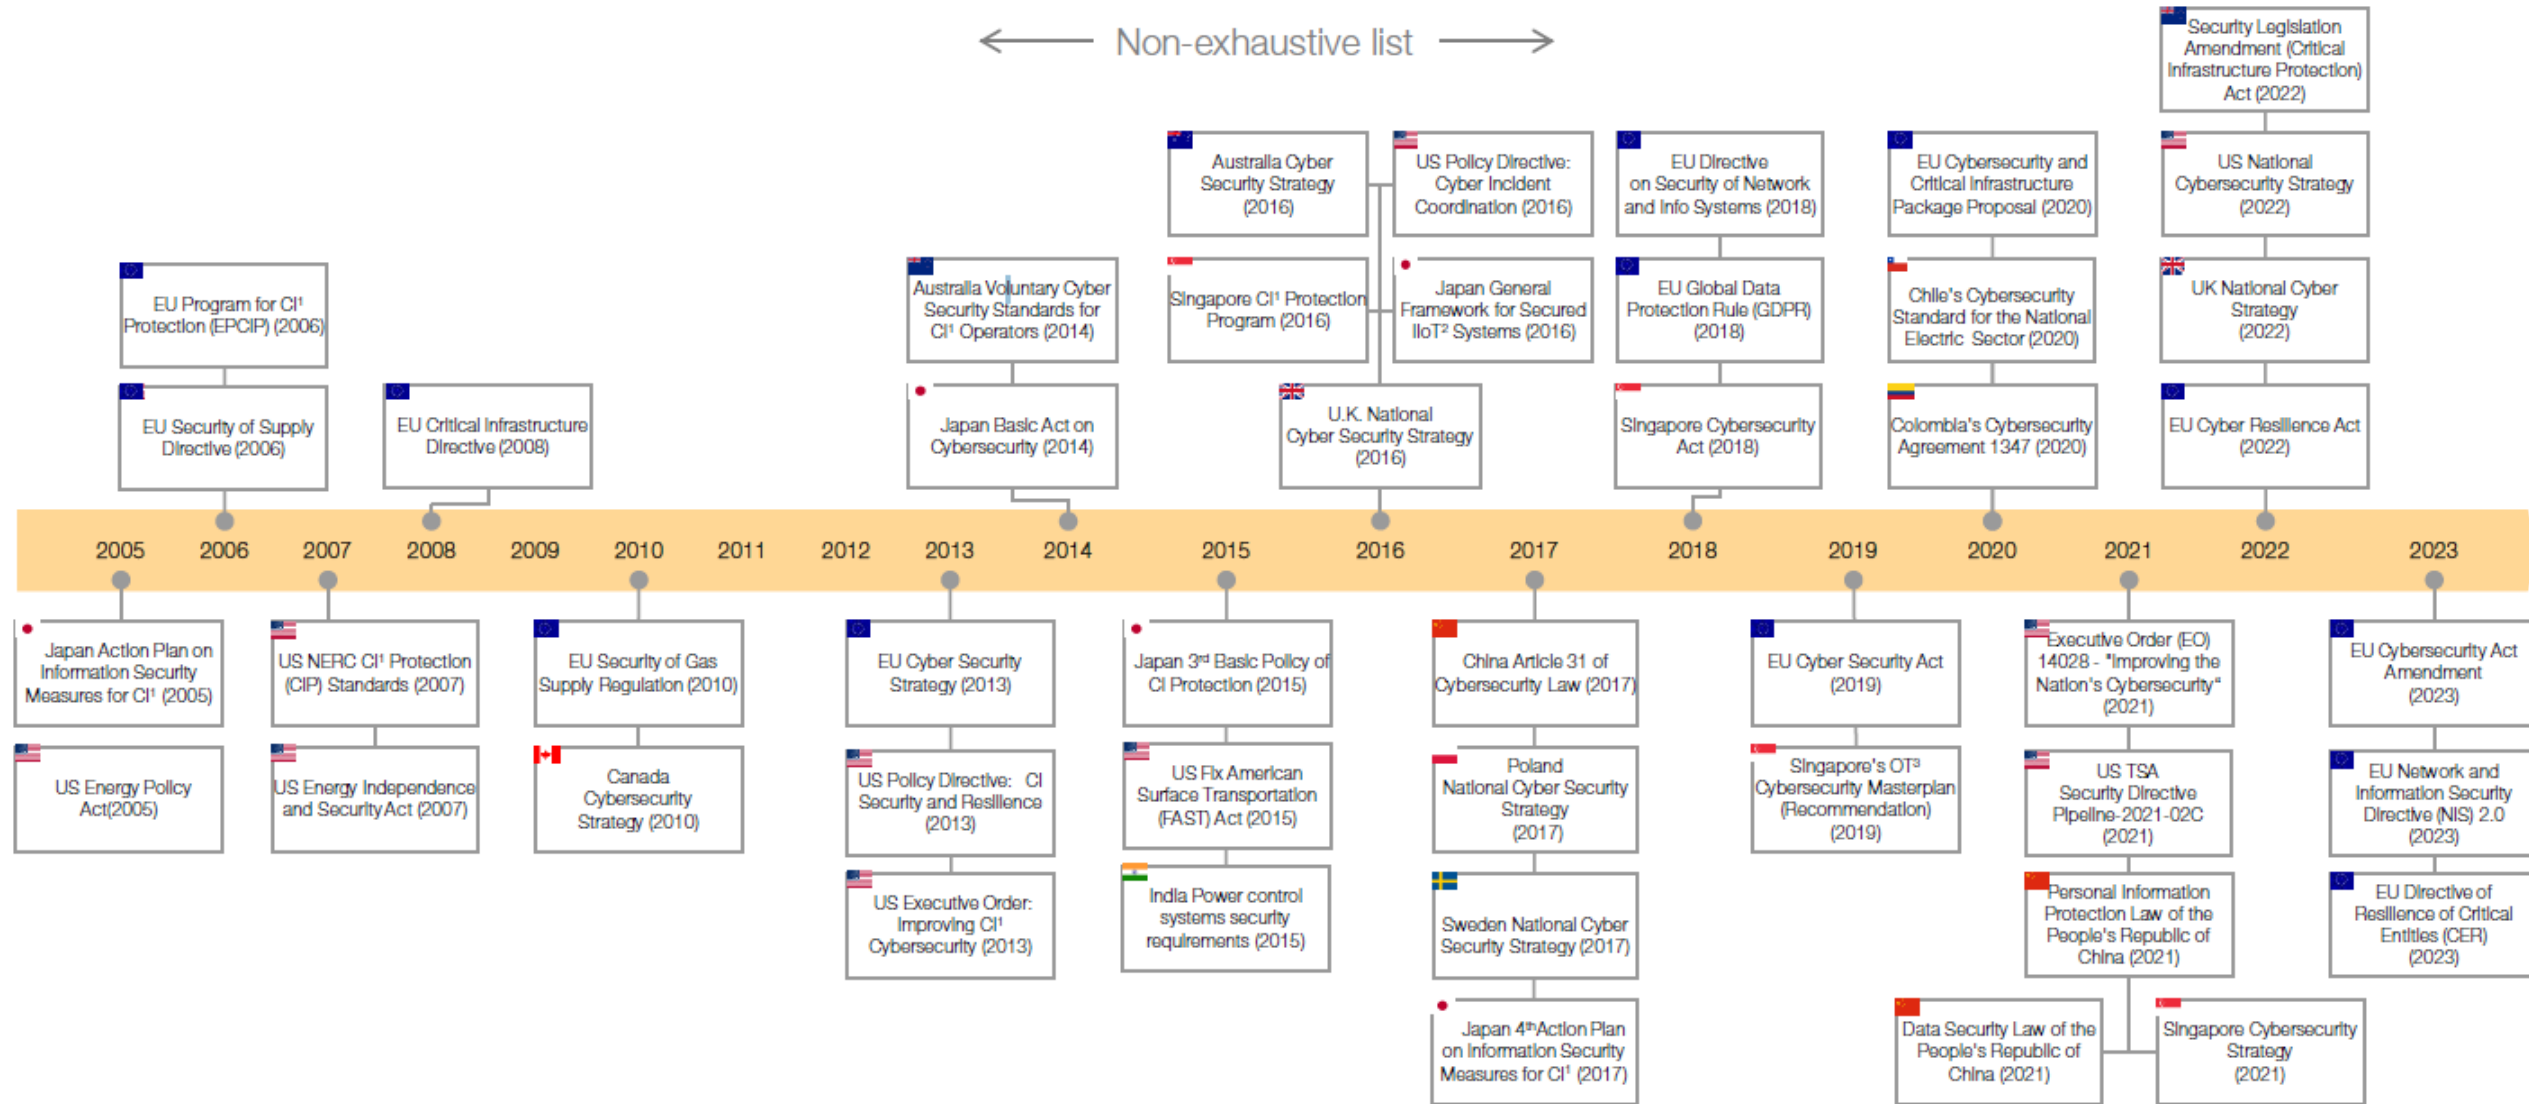 Non-exhaustive list
Security Legislation
Amendment (Critical
Infrastructure Protection)
Act (2022)
Australia Cyber
Security Strategy
(2016)
US Policy Directive:
Cyber Incident
Coordination (2016)
EU Directive
on Security of Network
and Info Systems (2018)
EU Cybersecurity and
Critical Infrastructure
Package Proposal (2020)
US National
Cybersecurity Strategy
(2022)
EU Program for CI¹
Protection (EPCIP) (2006)
Australia Voluntary Cyber
Security Standards for
CI¹ Operators (2014)
Singapore CI¹ Protection
Program (2016)
Japan General
Framework for Secured
IIoT² Systems (2016)
EU Global Data
Protection Rule (GDPR)
(2018)
Chile's Cybersecurity
Standard for the National
Electric Sector (2020)
UK National Cyber
Strategy
(2022)
EU Security of Supply
Directive (2006)
EU Critical Infrastructure
Directive (2008)
Japan Basic Act on
Cybersecurity (2014)
U.K. National
Cyber Security Strategy
(2016)
Singapore Cybersecurity
Act (2018)
Colombia's Cybersecurity
Agreement 1347 (2020)
EU Cyber Resilience Act
(2022)
2005 2006 2007 2008 2009 2010 2011 2012 2013 2014 2015 2016 2017 2018 2019 2020 2021 2022 2023
Japan Action Plan on
Information Security
Measures for CI¹ (2005)
US NERC CI¹ Protection
(CIP) Standards (2007)
EU Security of Gas
Supply Regulation (2010)
EU Cyber Security
Strategy (2013)
Japan 3rd Basic Policy of
CI Protection (2015)
China Article 31 of
Cybersecurity Law (2017)
EU Cyber Security Act
(2019)
Executive Order (EO)
14028 - "Improving the
Nation's Cybersecurity"
(2021)
EU Cybersecurity Act
Amendment
(2023)
US Energy Policy
Act(2005)
US Energy Independence
and Security Act (2007)
Canada
Cybersecurity
Strategy (2010)
US Policy Directive: CI
Security and Resilience
(2013)
US Fix American
Surface Transportation
(FAST) Act (2015)
Poland
National Cyber Security
Strategy
(2017)
Singapore's OT³
Cybersecurity Masterplan
(Recommendation)
(2019)
US TSA
Security Directive
Pipeline-2021-02C
(2021)
EU Network and
Information Security
Directive (NIS) 2.0
(2023)
US Executive Order:
Improving CI¹
Cybersecurity (2013)
India Power control
systems security
requirements (2015)
Sweden National Cyber
Security Strategy (2017)
Personal Information
Protection Law of the
People's Republic of
China (2021)
EU Directive of
Resilience of Critical
Entities (CER)
(2023)
Japan 4thAction Plan
on Information Security
Measures for CI¹ (2017)
Data Security Law of the
People's Republic of
China (2021)
Singapore Cybersecurity
Strategy
(2021)